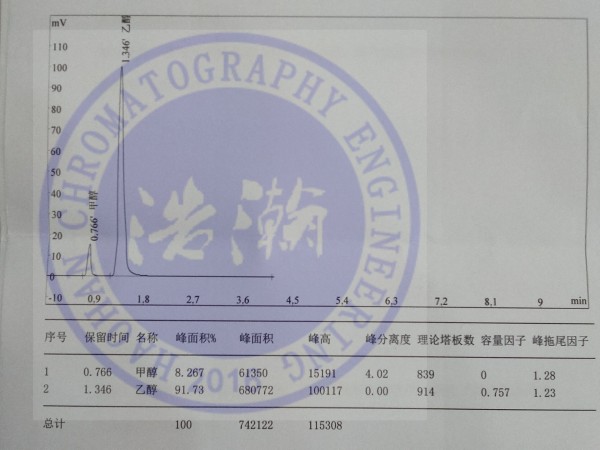 mV
1.346' 乙醇
110
100
90
80
70
60
50
40
30
20
10
0
-10
0.766' 甲醇
0.9 1.8 2.7 3.6 4.5 5.4 6.3 7.2 8.1 9 min
HAOHAN CHROMATOGRAPHY ENGINEERING
浩瀚
序号 保留时间 名称 峰面积% 峰面积 峰高 峰分离度 理论塔板数 容量因子 峰拖尾因子
1 0.766 甲醇 8.267 61350 15191 4.02 839 0 1.28
2 1.346 乙醇 91.73 680772 100117 0.00 914 0.757 1.23
总计 100 742122 115308